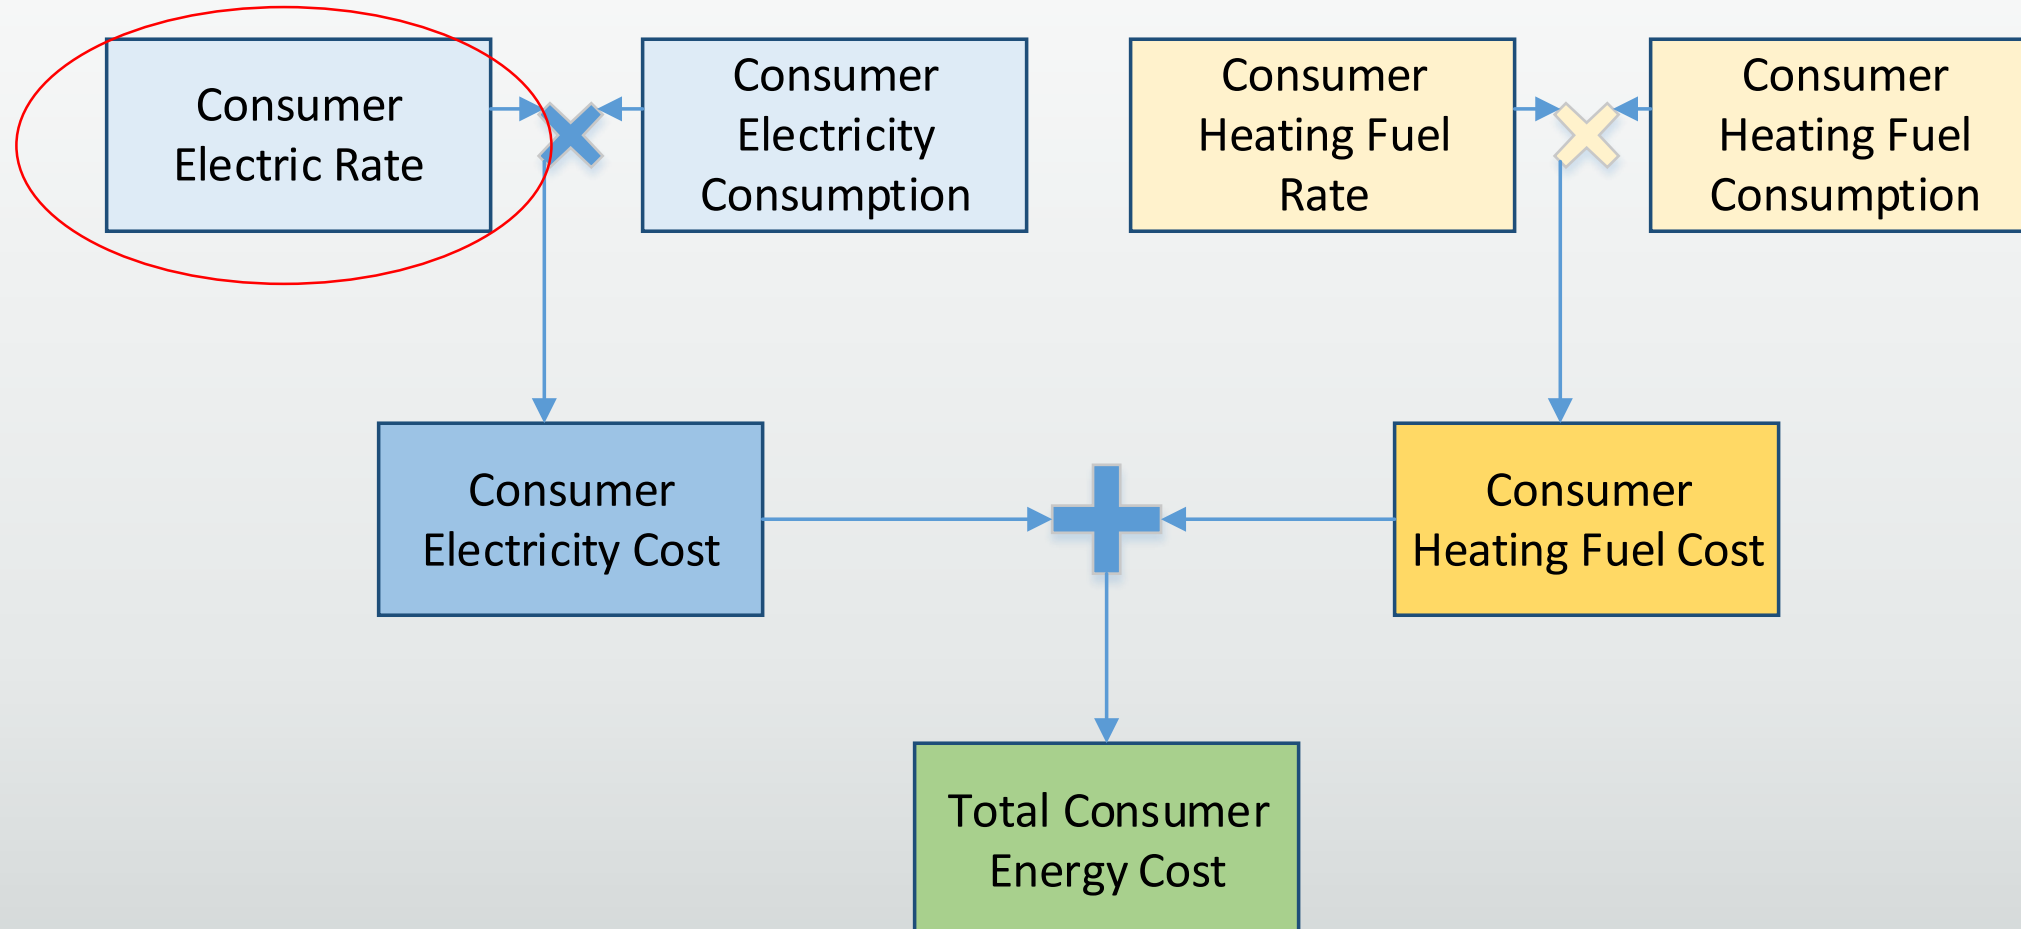 Consumer
Electric Rate
Consumer
Electricity
Consumption
Consumer
Heating Fuel
Rate
Consumer
Heating Fuel
Consumption
Consumer
Electricity Cost
Consumer
Heating Fuel Cost
Total Consumer
Energy Cost